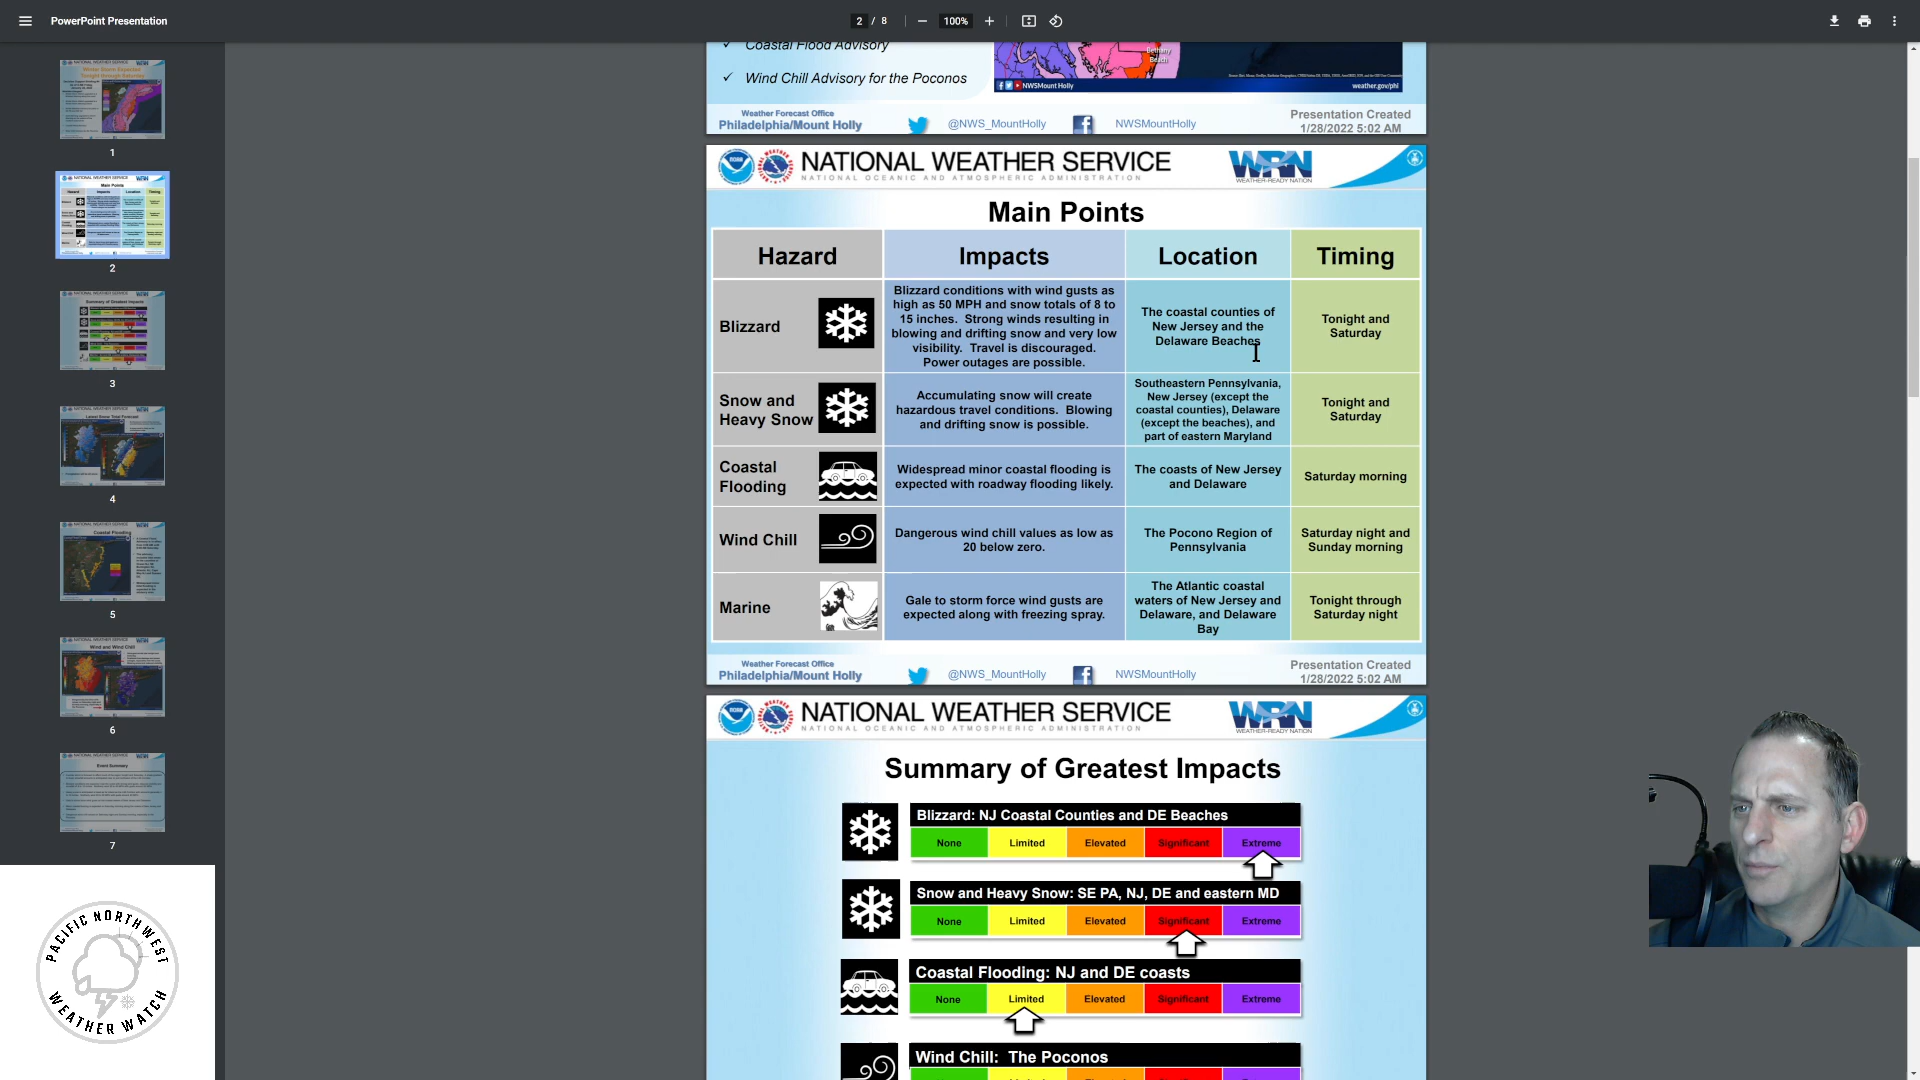 PowerPoint Presentation
2 / 8
100%
Coastal Flood Advisory
Wind Chill Advisory for the Poconos
Bethany
Beach
NWSMount Holly
weather.gov/phi
Weather Forecast Office
Philadelphia/Mount Holly
@NWS_MountHolly
NWSMountHolly
Presentation Created
1/28/2022 5:02 AM
NATIONAL WEATHER SERVICE
NATIONAL OCEANIC AND ATMOSPHERIC ADMINISTRATION
WRN
WEATHER-READY NATION
Main Points
Hazard
Impacts
Location
Timing
Blizzard
Blizzard conditions with wind gusts as
high as 50 MPH and snow totals of 8 to
15 inches. Strong winds resulting in
blowing and drifting snow and very low
visibility. Travel is discouraged.
Power outages are possible.
The coastal counties of
New Jersey and the
Delaware Beaches
Tonight and
Saturday
Snow and
Heavy Snow
Accumulating snow will create
hazardous travel conditions. Blowing
and drifting snow is possible.
Southeastern Pennsylvania,
New Jersey (except the
coastal counties), Delaware
(except the beaches), and
part of eastern Maryland
Tonight and
Saturday
Coastal
Flooding
Widespread minor coastal flooding is
expected with roadway flooding likely.
The coasts of New Jersey
and Delaware
Saturday morning
Wind Chill
Dangerous wind chill values as low as
20 below zero.
The Pocono Region of
Pennsylvania
Saturday night and
Sunday morning
Marine
Gale to storm force wind gusts are
expected along with freezing spray.
The Atlantic coastal
waters of New Jersey and
Delaware, and Delaware
Bay
Tonight through
Saturday night
Weather Forecast Office
Philadelphia/Mount Holly
@NWS_MountHolly
NWSMountHolly
Presentation Created
1/28/2022 5:02 AM
NATIONAL WEATHER SERVICE
NATIONAL OCEANIC AND ATMOSPHERIC ADMINISTRATION
WRN
WEATHER-READY NATION
Summary of Greatest Impacts
Blizzard: NJ Coastal Counties and DE Beaches
None Limited Elevated Significant Extreme
Snow and Heavy Snow: SE PA, NJ, DE and eastern MD
None Limited Elevated Significant Extreme
Coastal Flooding: NJ and DE coasts
None Limited Elevated Significant Extreme
Wind Chill: The Poconos
1
2
3
4
5
6
7
PACIFIC NORTHWEST
WEATHER WATCH